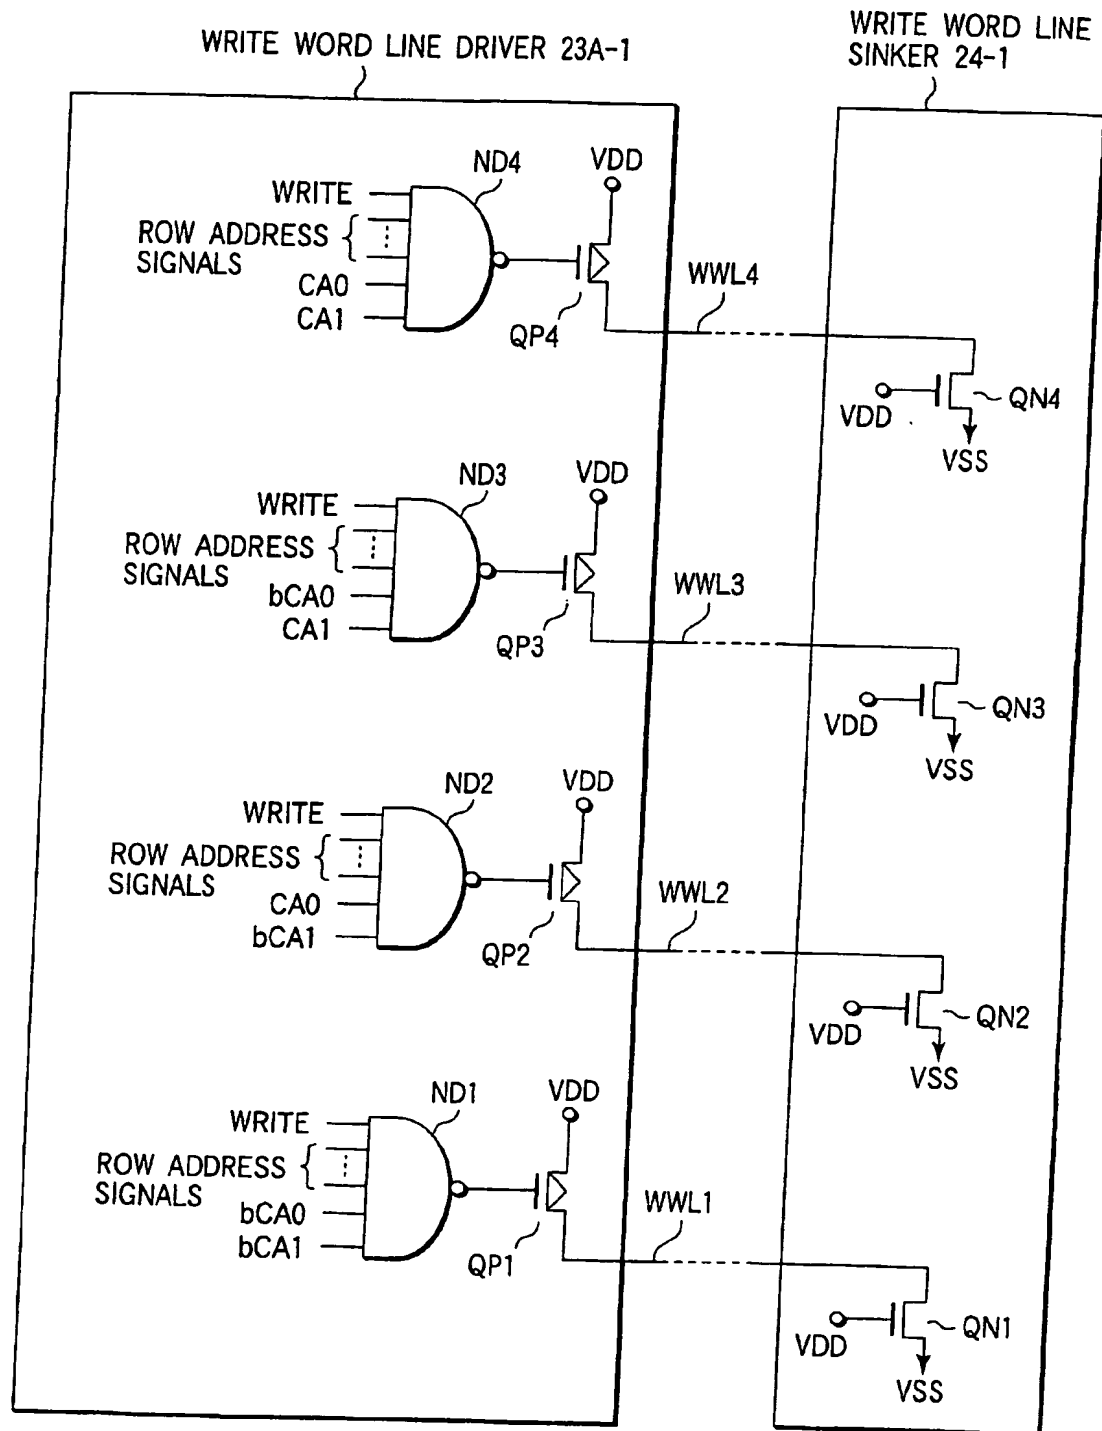 WRITE WORD LINE DRIVER 23A-1
WRITE WORD LINE
SINKER 24-1
ND4
VDD
WRITE
ROW ADDRESS
SIGNALS
CA0
CA1
QP4
WWL4
VDD
QN4
VSS
ND3
VDD
WRITE
ROW ADDRESS
SIGNALS
bCA0
CA1
QP3
WWL3
VDD
QN3
VSS
ND2
VDD
WRITE
ROW ADDRESS
SIGNALS
CA0
bCA1
QP2
WWL2
VDD
QN2
VSS
ND1
VDD
WRITE
ROW ADDRESS
SIGNALS
bCA0
bCA1
QP1
WWL1
VDD
QN1
VSS